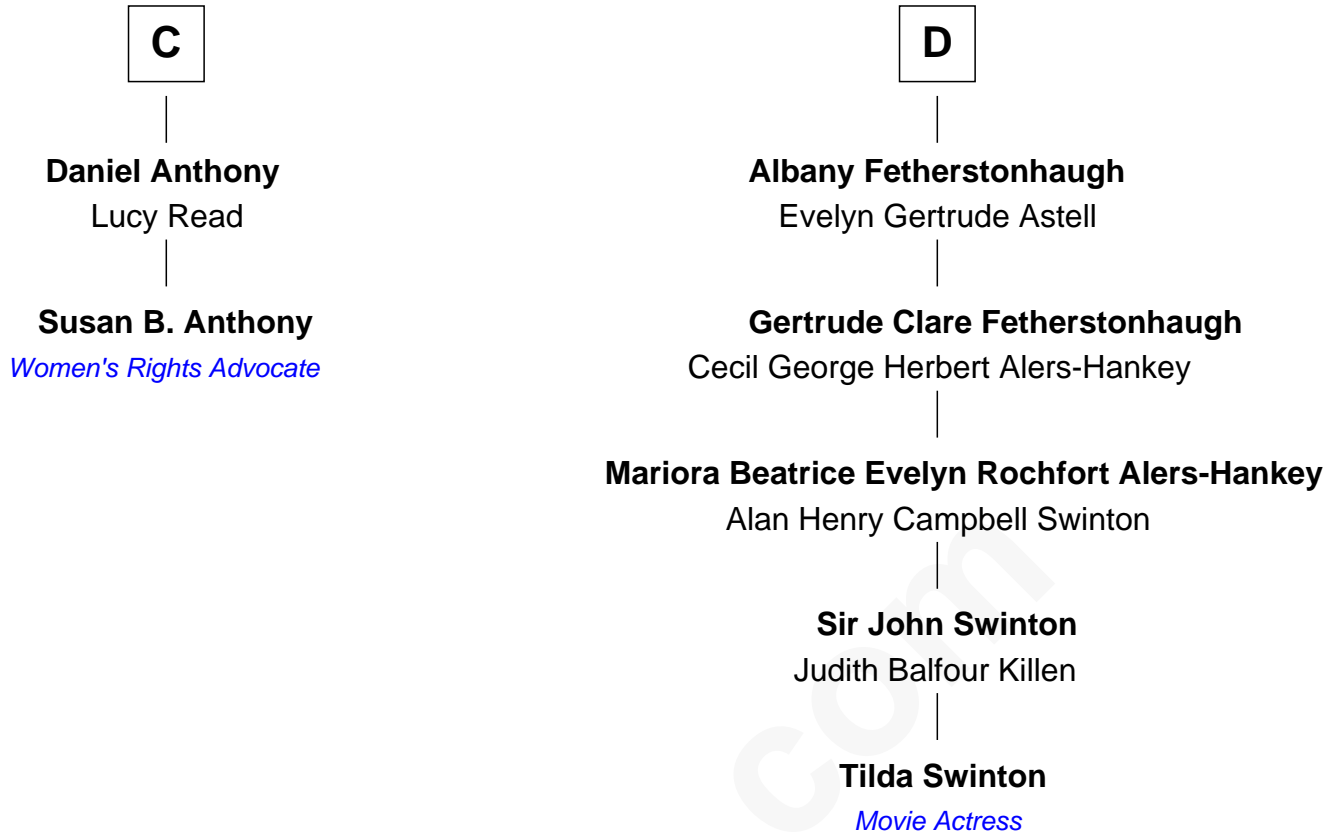 C
Daniel Anthony
Lucy Read
Susan B. Anthony
Women's Rights Advocate
D
Albany Fetherstonhaugh
Evelyn Gertrude Astell
Gertrude Clare Fetherstonhaugh
Cecil George Herbert Alers-Hankey
Mariora Beatrice Evelyn Rochfort Alers-Hankey
Alan Henry Campbell Swinton
Sir John Swinton
Judith Balfour Killen
Tilda Swinton
Movie Actress
com